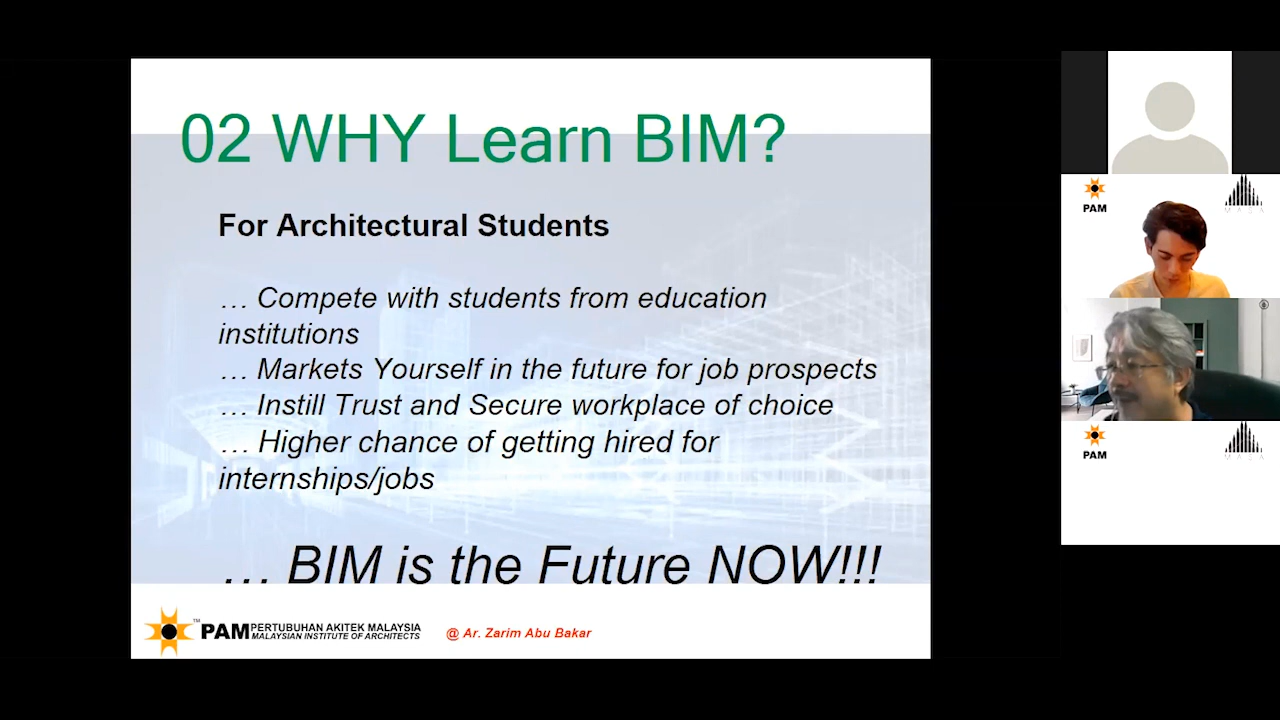 02 WHY Learn BIM?
For Architectural Students
… Compete with students from education
institutions
… Markets Yourself in the future for job prospects
… Instill Trust and Secure workplace of choice
… Higher chance of getting hired for
internships/jobs
… BIM is the Future NOW!!!
PAM
TM
PERTUBUHAN AKITEK MALAYSIA
MALAYSIAN INSTITUTE OF ARCHITECTS
@ Ar. Zarim Abu Bakar
PAM
PAM